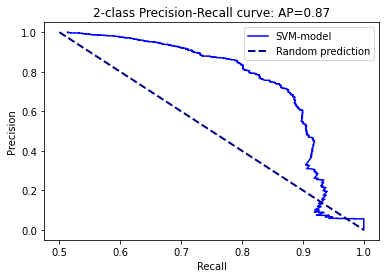 2-class Precision-Recall curve: AP=0.87
SVM-model
Random prediction
Precision
1.0
0.8
0.6
0.4
0.2
0.0
0.5 0.6 0.7 0.8 0.9 1.0
Recall